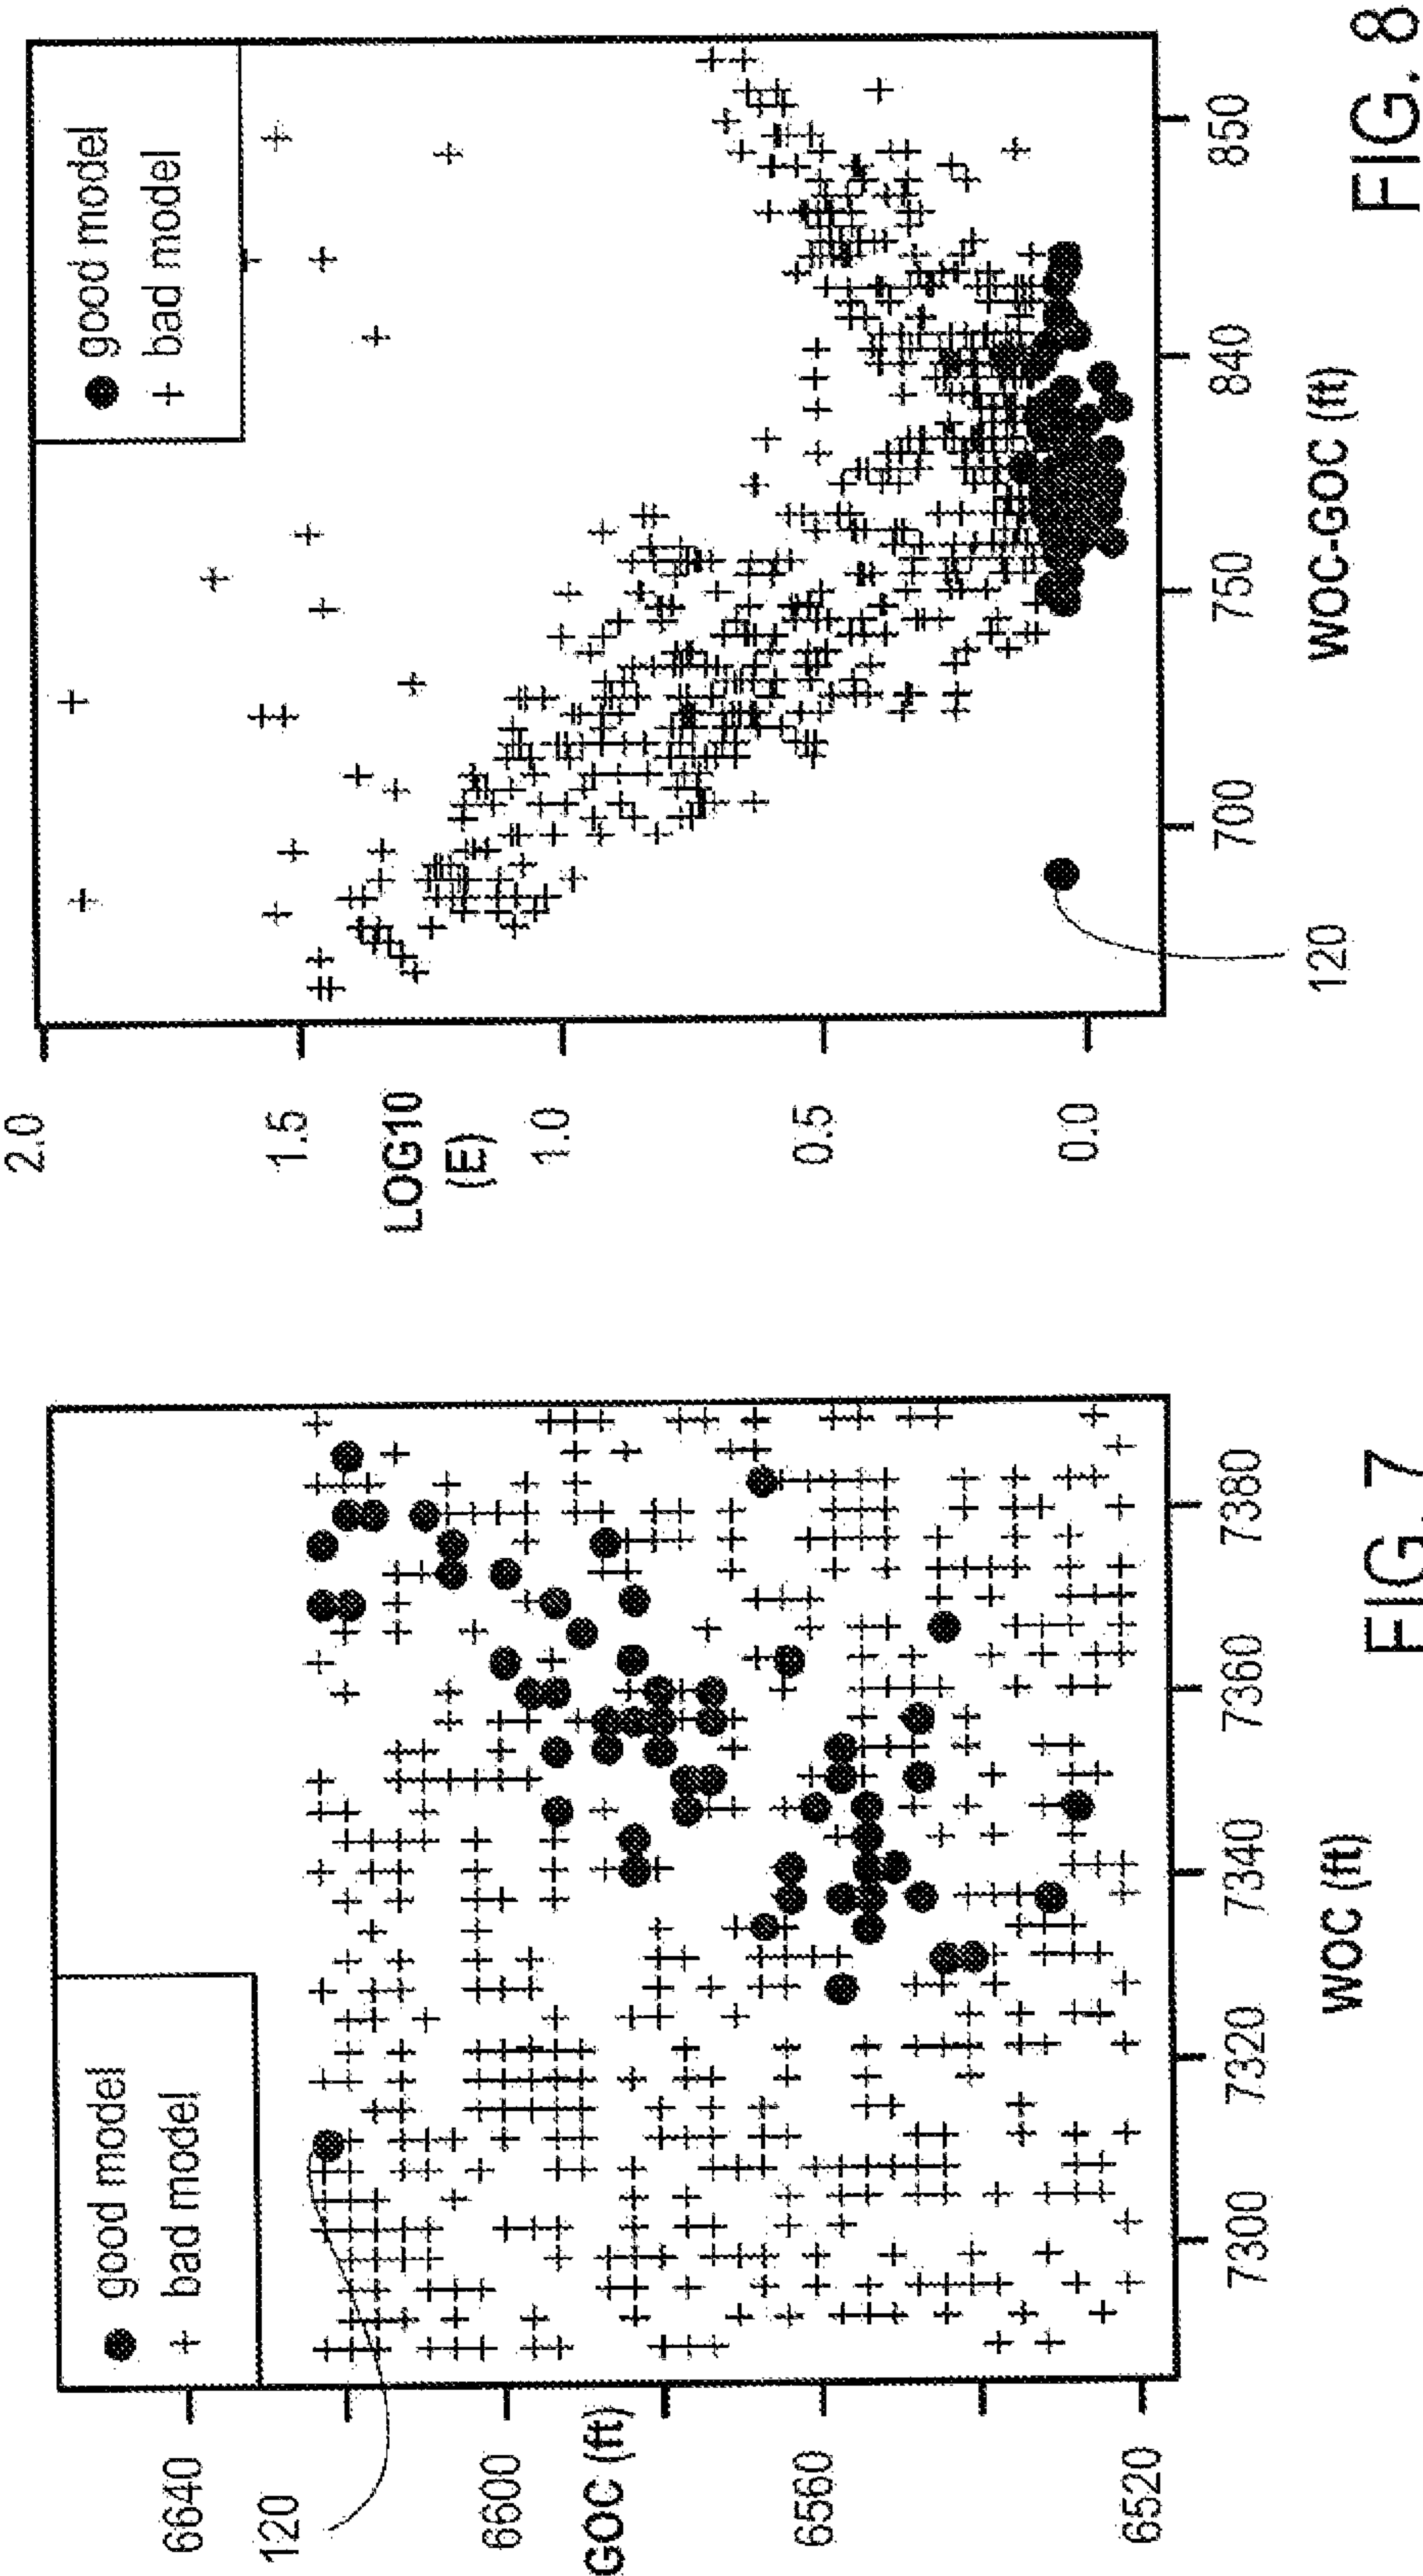 good model
bad model
6640
6600
6560
6520
GOC (ft)
120
7300
7320
7340
7360
7380
WOC (ft)
FIG. 7
good model
bad model
2.0
1.5
1.0
0.5
0.0
LOG10
(E)
700
750
840
850
120
WOC-GOC (ft)
FIG. 8